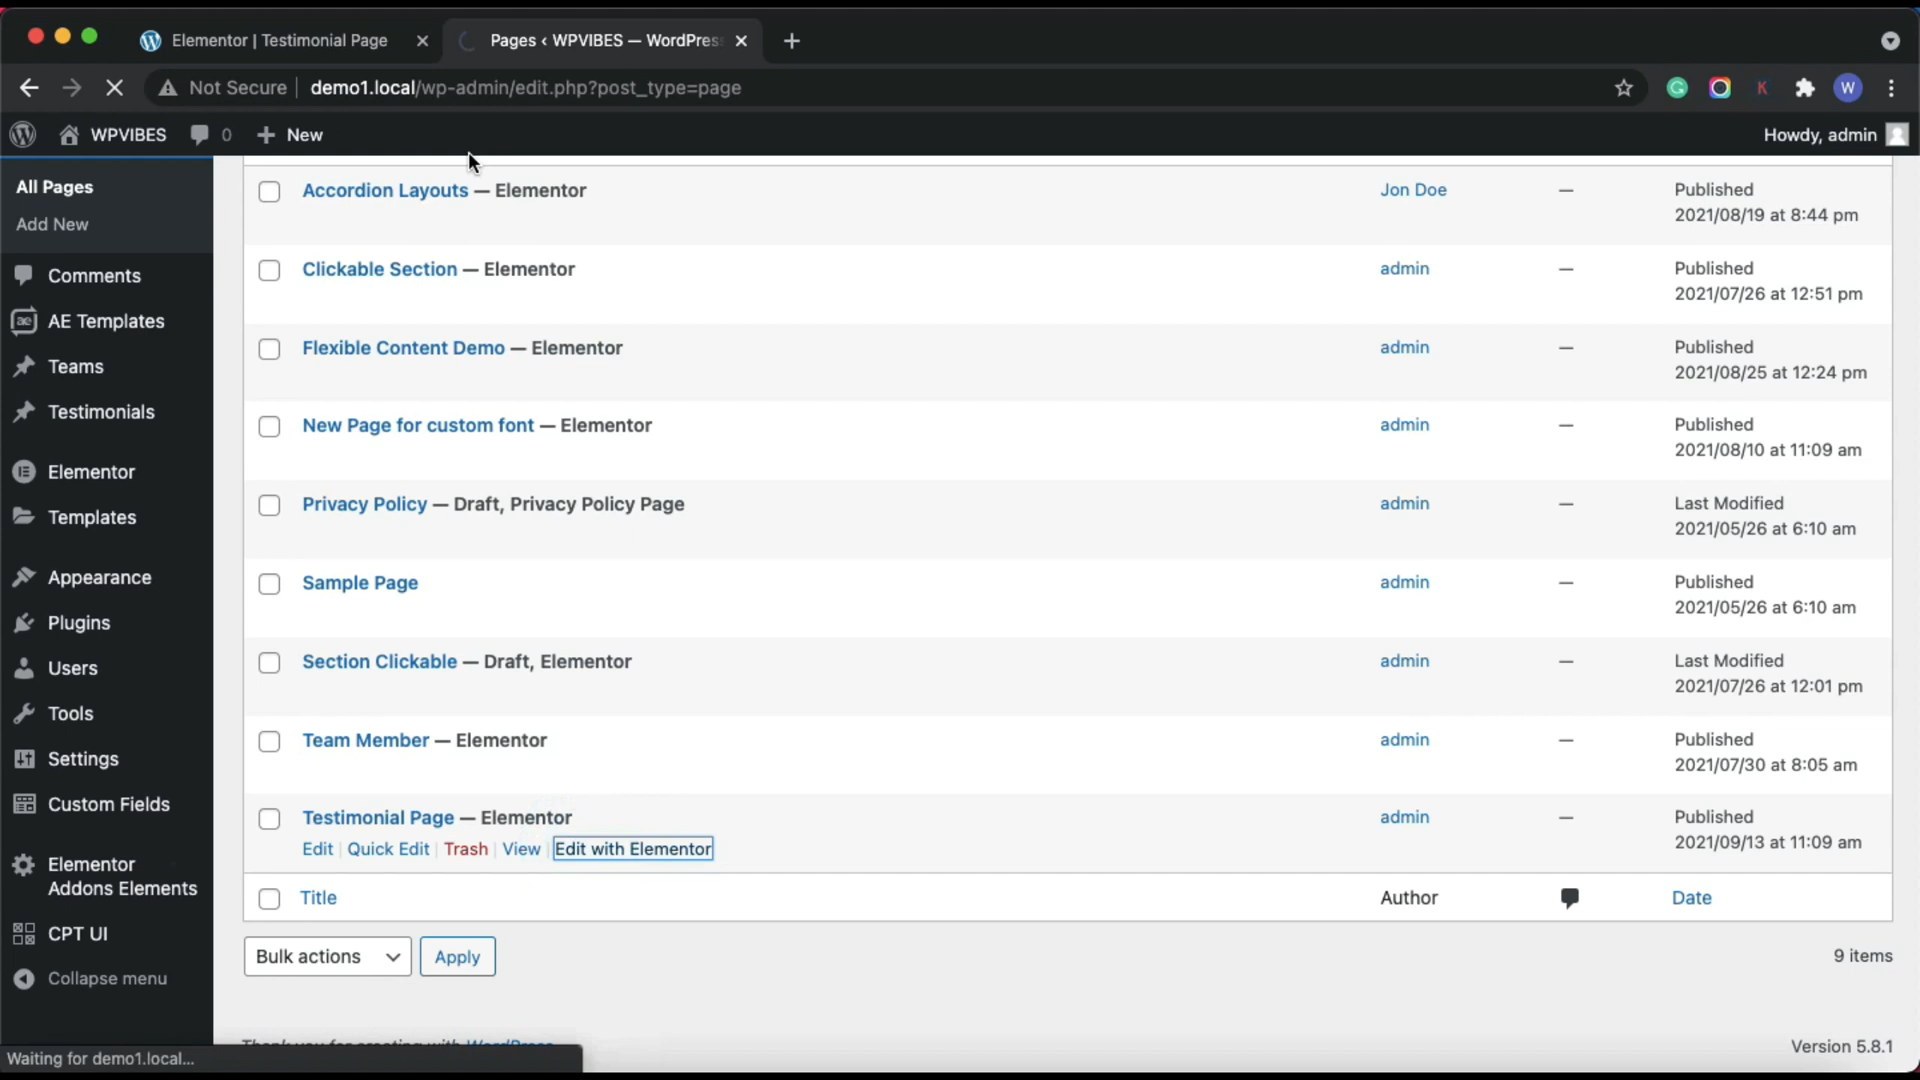 Elementor | Testimonial Page
Pages ‹ WPVIBES — WordPres
Not Secure | demo1.local/wp-admin/edit.php?post_type=page
W
WPVIBES 0 New
Howdy, admin
All Pages
Add New
Comments
AE Templates
Teams
Testimonials
Elementor
Templates
Appearance
Plugins
Users
Tools
Settings
Custom Fields
Elementor
Addons Elements
CPT UI
Collapse menu
Accordion Layouts — Elementor Jon Doe — Published
2021/08/19 at 8:44 pm
Clickable Section — Elementor admin — Published
2021/07/26 at 12:51 pm
Flexible Content Demo — Elementor admin — Published
2021/08/25 at 12:24 pm
New Page for custom font — Elementor admin — Published
2021/08/10 at 11:09 am
Privacy Policy — Draft, Privacy Policy Page admin — Last Modified
2021/05/26 at 6:10 am
Sample Page admin — Published
2021/05/26 at 6:10 am
Section Clickable — Draft, Elementor admin — Last Modified
2021/07/26 at 12:01 pm
Team Member — Elementor admin — Published
2021/07/30 at 8:05 am
Testimonial Page — Elementor admin — Published
Edit | Quick Edit | Trash | View | Edit with Elementor 2021/09/13 at 11:09 am
Title Author Date
Bulk actions Apply 9 items
Thank you for creating with WordPress Version 5.8.1
Waiting for demo1.local...